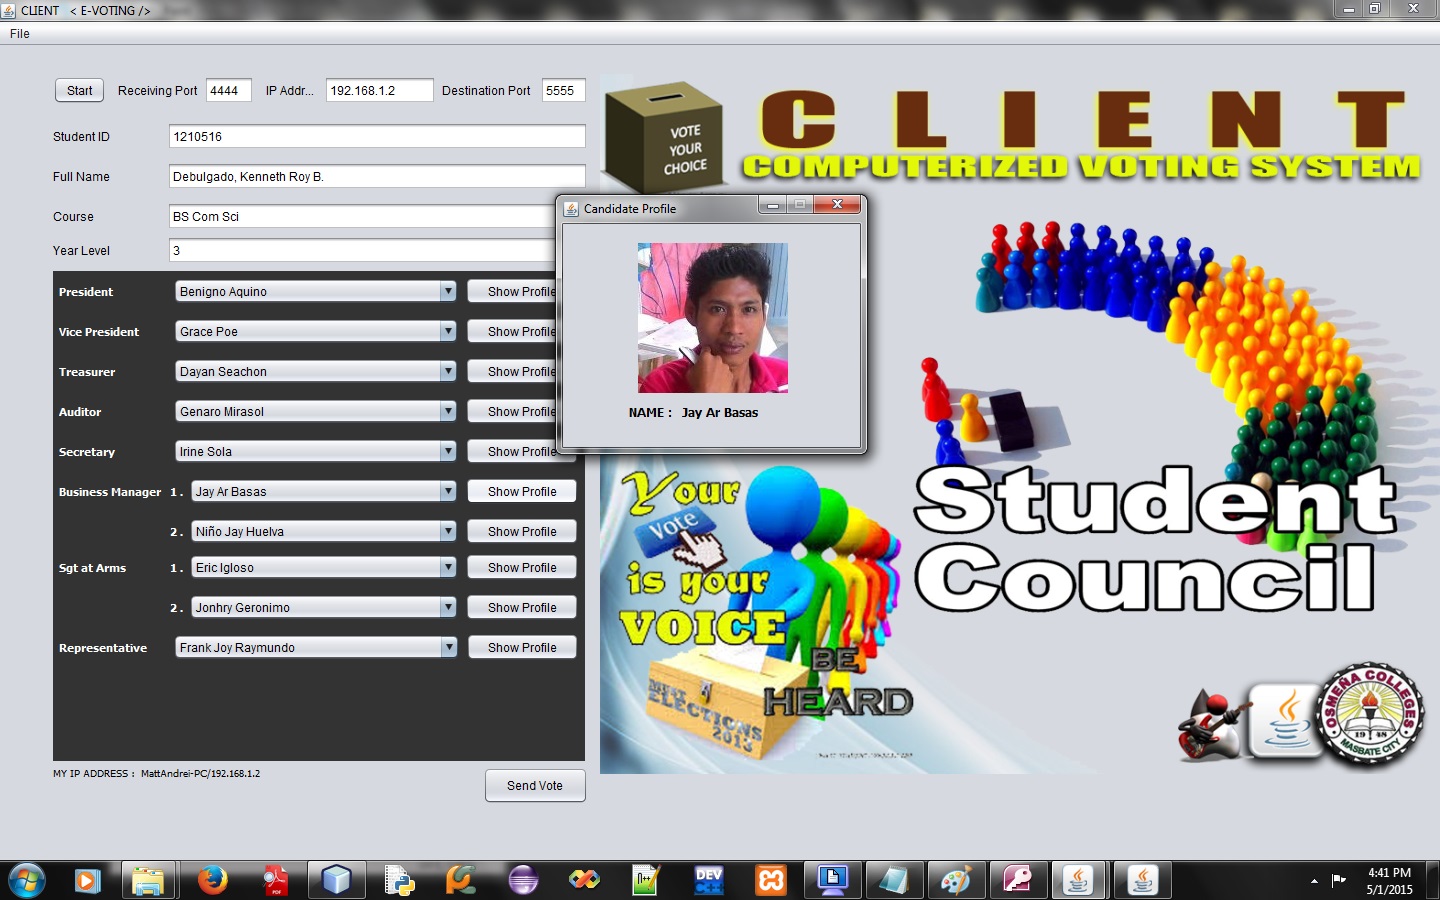 CLIENT < E-VOTING />
File
Start Receiving Port 4444 IP Addr... 192.168.1.2 Destination Port 5555
Student ID 1210516
Full Name Debulgado, Kenneth Roy B.
Course BS Com Sci
Year Level 3
President Benigno Aquino Show Profile
Vice President Grace Poe Show Profile
Treasurer Dayan Seachon Show Profile
Auditor Genaro Mirasol Show Profile
Secretary Irine Sola Show Profile
Business Manager 1. Jay Ar Basas Show Profile
2. Niño Jay Huelva Show Profile
Sgt at Arms 1. Eric Igloso Show Profile
2. Jonhry Geronimo Show Profile
Representative Frank Joy Raymundo Show Profile
MY IP ADDRESS : MattAndrei-PC/192.168.1.2
Send Vote
Candidate Profile
NAME : Jay Ar Basas
VOTE
YOUR
CHOICE
CLIENT
COMPUTERIZED VOTING SYSTEM
Your
Vote
is your
VOICE
BE
HEARD
ELECTIONS
2013
Student
Council
OSMEÑA COLLEGES
1948
MASBATE CITY
PDF
N++
DEV
C++
4:41 PM
5/1/2015